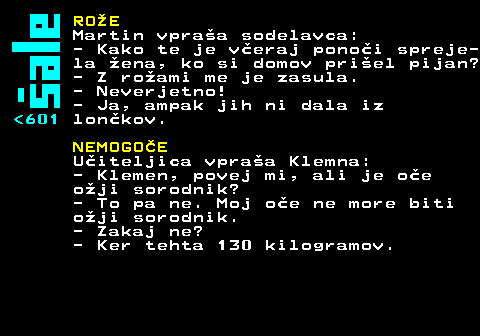 Šale
<601
ROŽE
Martin vpraša sodelavca:
- Kako te je včeraj ponoči spreje-
la žena, ko si domov prišel pijan?
- Z rožami me je zasula.
- Neverjetno!
- Ja, ampak jih ni dala iz
lončkov.
NEMOGOČE
Učiteljica vpraša Klemna:
- Klemen, povej mi, ali je oče
ožji sorodnik?
- To pa ne. Moj oče ne more biti
ožji sorodnik.
- Zakaj ne?
- Ker tehta 130 kilogramov.